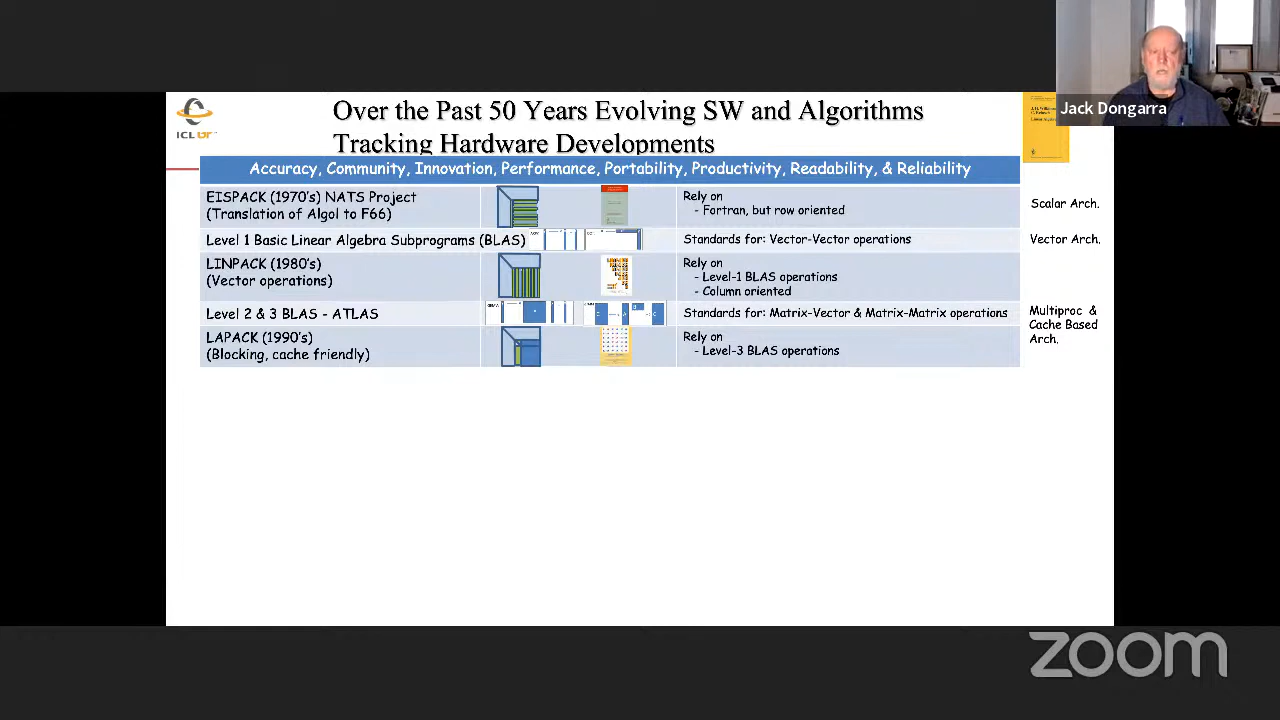 Jack Dongarra
ICL
Over the Past 50 Years Evolving SW and Algorithms
Tracking Hardware Developments
Accuracy, Community, Innovation, Performance, Portability, Productivity, Readability, & Reliability
EISPACK (1970's) NATS Project
(Translation of Algol to F66)
Rely on
- Fortran, but row oriented
Scalar Arch.
Level 1 Basic Linear Algebra Subprograms (BLAS)
Standards for: Vector-Vector operations
Vector Arch.
LINPACK (1980's)
(Vector operations)
Rely on
- Level-1 BLAS operations
- Column oriented
Level 2 & 3 BLAS - ATLAS
Standards for: Matrix-Vector & Matrix-Matrix operations
Multiproc &
Cache Based
Arch.
LAPACK (1990's)
(Blocking, cache friendly)
Rely on
- Level-3 BLAS operations
zoom